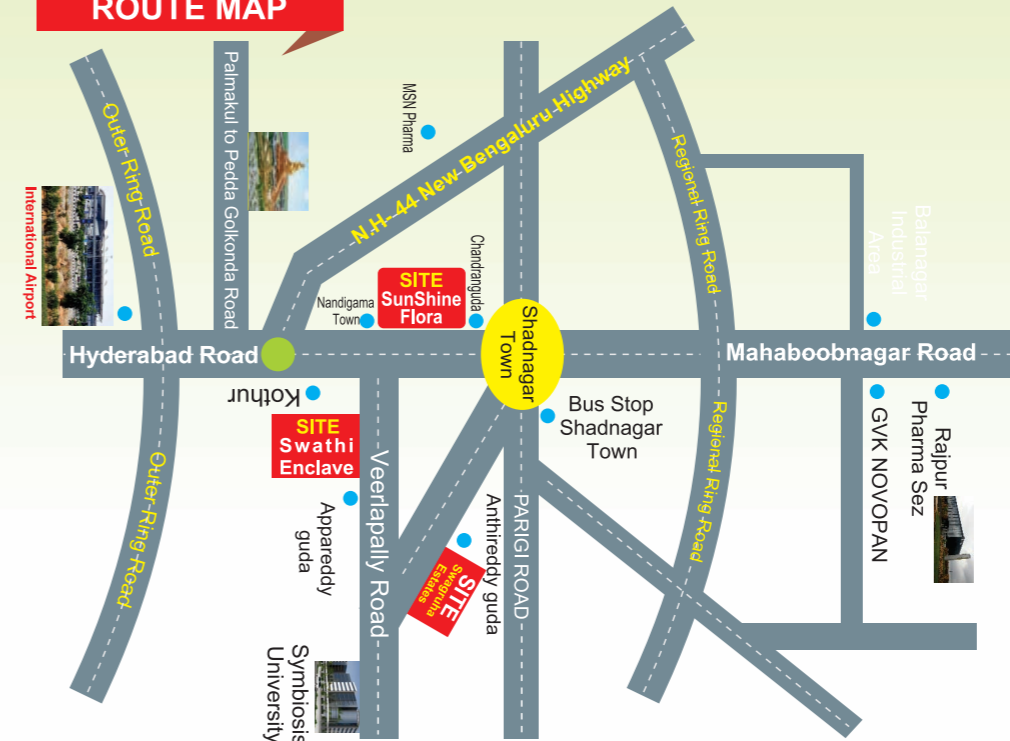 ROUTE MAP
Outer Ring Road
Palmakul to Pedda Golkonda Road
MSN Pharma
N.H- 44 New Bengaluru Highway
Regional Ring Road
Balanagar
Industrial
Area
International Airport
Chandranguda
SITE
SunShine
Flora
Nandigama
Town
Shadnagar
Town
Hyderabad Road
Mahaboobnagar Road
Kothur
SITE
Swathi
Enclave
Bus Stop
Shadnagar
Town
Regional Ring Road
GVK NOVOPAN
Rajpur
Pharma Sez
Outer Ring Road
Appareddy
guda
Veerlapally Road
SITE
Swagruha
Estates
Anthireddy guda
PARIGI ROAD
Symbiosis
University